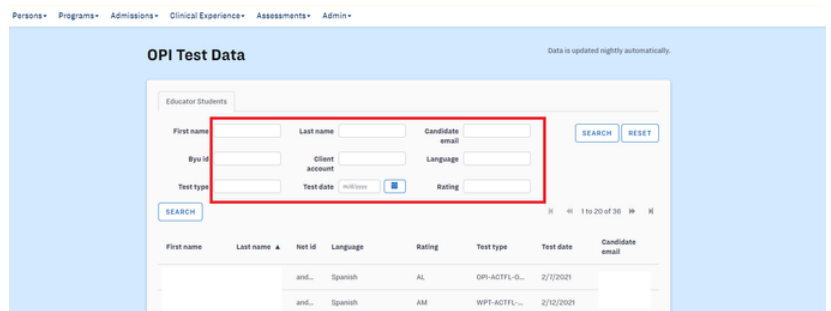 Persons▾ Programs▾ Admissions▾ Clinical Experience▾ Assessments▾ Admin▾
OPI Test Data
Data is updated nightly automatically.
Educator Students
First name Last name Candidate email SEARCH RESET
Byu id Client account Language
Test type Test date m/d/yyyy Rating
SEARCH 1 to 20 of 36
First name Last name ▲ Net id Language Rating Test type Test date Candidate email
and... Spanish AL OPI-ACTFL-O... 2/7/2021
and... Spanish AM WPT-ACTFL-... 2/12/2021